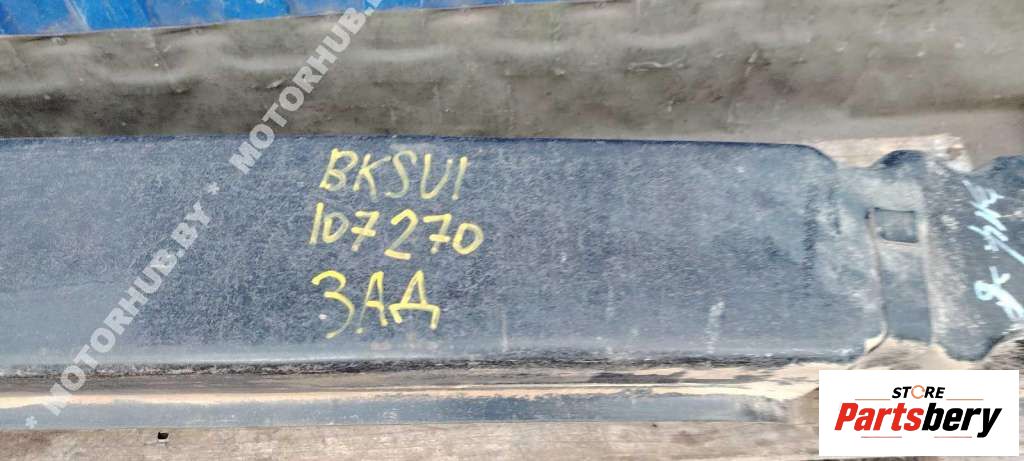 * MOTORHUB.BY * MOTORHUB.BY
BKSU1
107270
ЗАД
STORE
Partsbery